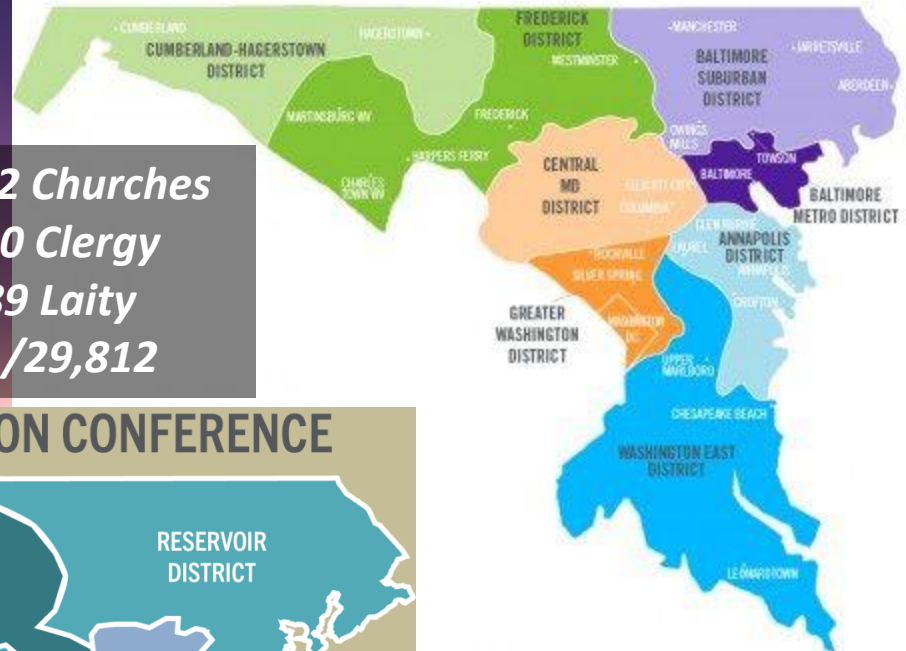 CUMBERLAND
CUMBERLAND-HAGERSTOWN
DISTRICT
HAGERSTOWN
FREDERICK
DISTRICT
WESTMINSTER
MANCHESTER
JARRETSVILLE
BALTIMORE
SUBURBAN
DISTRICT
ABERDEEN
MARTINSBURG WV
FREDERICK
HARPERS FERRY
CHARLES
TOWN WV
OWINGS
MILLS
TOWSON
BALTIMORE
BALTIMORE
METRO DISTRICT
CENTRAL
MD
DISTRICT
ELLICOTT CITY
COLUMBIA
GLEN BURNIE
LAUREL
ANNAPOLIS
DISTRICT
ANNAPOLIS
CROFTON
ROCKVILLE
SILVER SPRING
WASHINGTON
DC
GREATER
WASHINGTON
DISTRICT
UPPER
MARLBORO
CHESAPEAKE BEACH
WASHINGTON EAST
DISTRICT
LEONARDTOWN
2 Churches
0 Clergy
39 Laity
/29,812
ON CONFERENCE
RESERVOIR
DISTRICT